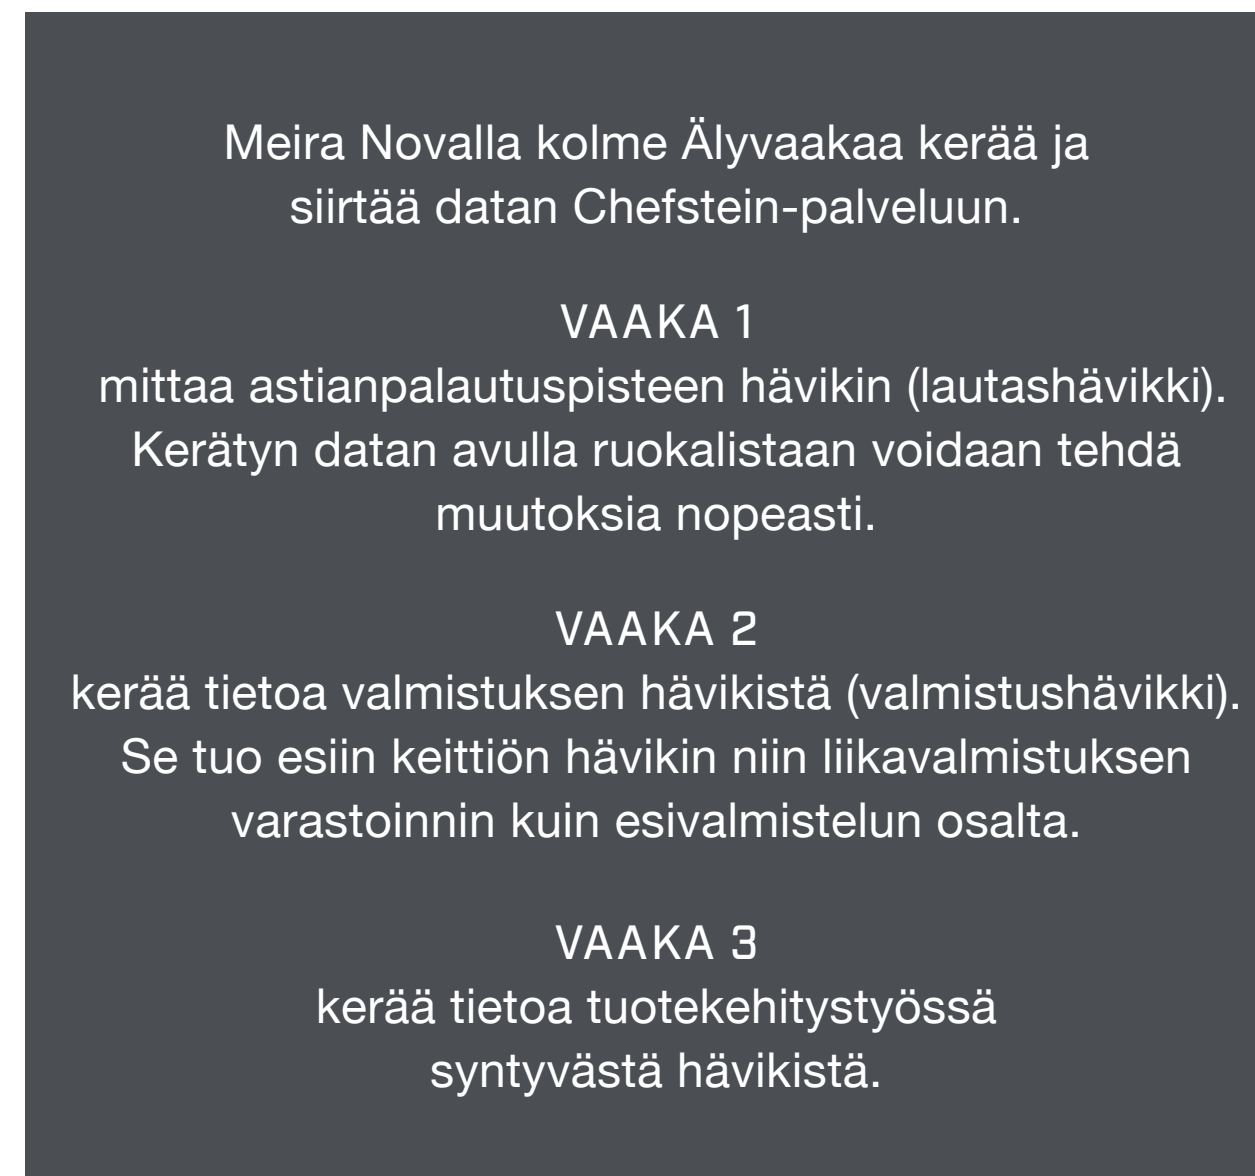 Meira Novalla kolme Älyvaakaa kerää ja
siirtää datan Chefstein-palveluun.
VAAKA 1
mittaa astianpalautuspisteen hävikin (lautashävikki).
Kerätyn datan avulla ruokalistaan voidaan tehdä
muutoksia nopeasti.
VAAKA 2
kerää tietoa valmistuksen hävikistä (valmistushävikki).
Se tuo esiin keittiön hävikin niin liikavalmistuksen
varastoinnin kuin esivalmistelun osalta.
VAAKA 3
kerää tietoa tuotekehitystyössä
syntyvästä hävikistä.